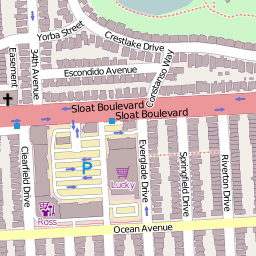 Yorba Street
Crestlake Drive
34th Avenue
Easement
Escondido Avenue
Constanso Way
Sloat Boulevard
Sloat Boulevard
Clearfield Drive
P
Lucky
Everglade Drive
Springfield Drive
Riverton Drive
Ross
Ocean Avenue